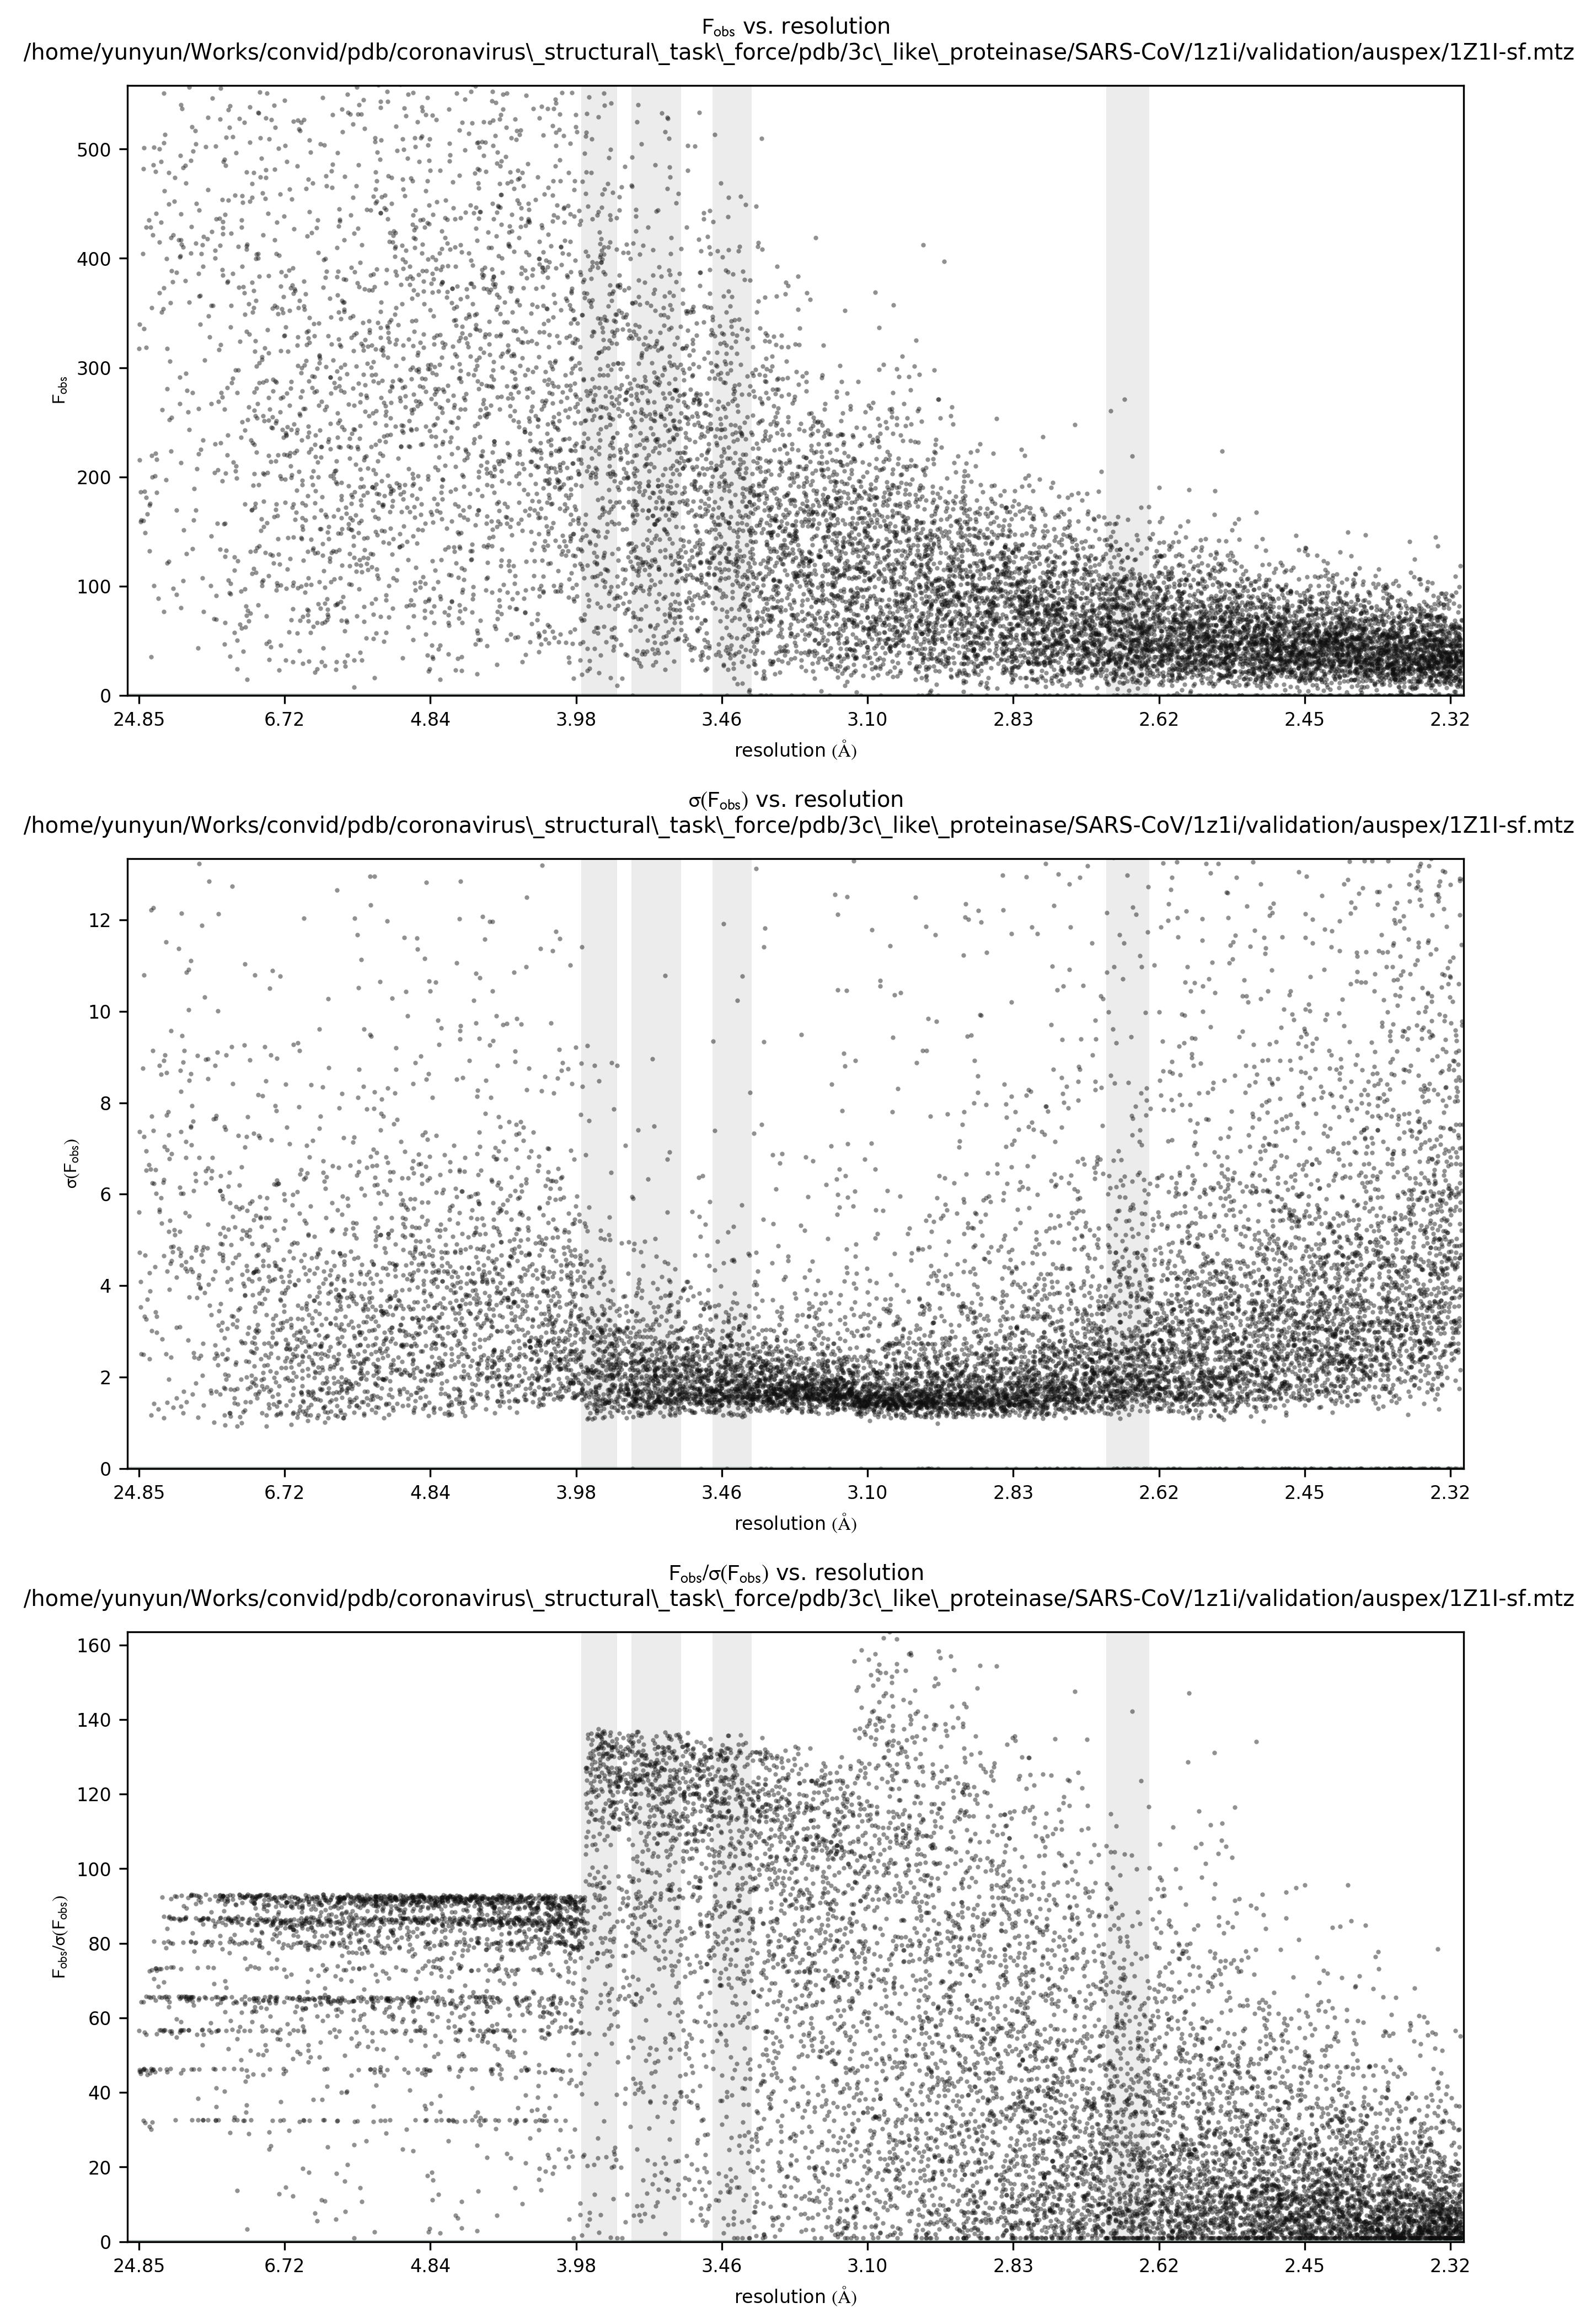 Fobs vs. resolution
/home/yunyun/Works/convid/pdb/coronavirus\_structural\_task\_force/pdb/3c\_like\_proteinase/SARS-CoV/1z1i/validation/auspex/1Z1I-sf.mtz
500
400
300
200
100
0
Fobs
24.85 6.72 4.84 3.98 3.46 3.10 2.83 2.62 2.45 2.32
resolution (Å)
σ(Fobs) vs. resolution
/home/yunyun/Works/convid/pdb/coronavirus\_structural\_task\_force/pdb/3c\_like\_proteinase/SARS-CoV/1z1i/validation/auspex/1Z1I-sf.mtz
12
10
8
6
4
2
0
σ(Fobs)
24.85 6.72 4.84 3.98 3.46 3.10 2.83 2.62 2.45 2.32
resolution (Å)
Fobs/σ(Fobs) vs. resolution
/home/yunyun/Works/convid/pdb/coronavirus\_structural\_task\_force/pdb/3c\_like\_proteinase/SARS-CoV/1z1i/validation/auspex/1Z1I-sf.mtz
160
140
120
100
80
60
40
20
0
Fobs/σ(Fobs)
24.85 6.72 4.84 3.98 3.46 3.10 2.83 2.62 2.45 2.32
resolution (Å)